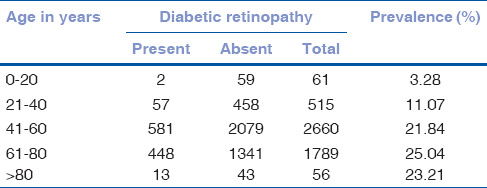 Age in years Diabetic retinopathy Prevalence (%)
Present Absent Total
0-20 2 59 61 3.28
21-40 57 458 515 11.07
41-60 581 2079 2660 21.84
61-80 448 1341 1789 25.04
>80 13 43 56 23.21